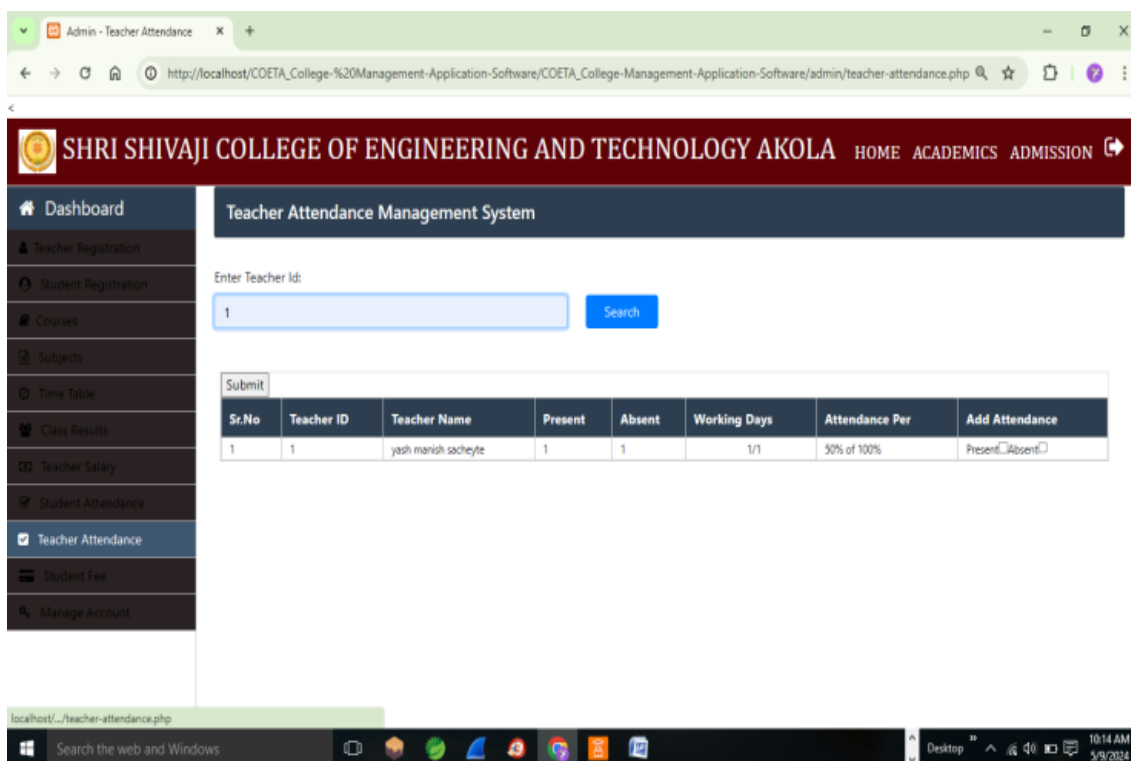 Admin - Teacher Attendance
http://localhost/COETA_College-%20Management-Application-Software/COETA_College-Management-Application-Software/admin/teacher-attendance.php
<
SHRI SHIVAJI COLLEGE OF ENGINEERING AND TECHNOLOGY AKOLA HOME ACADEMICS ADMISSION
Dashboard
Teacher Registration
Student Registration
Courses
Subjects
Time Table
Class Results
Teacher Salary
Student Attendance
Teacher Attendance
Student Fee
Manage Account
Teacher Attendance Management System
Enter Teacher Id:
1 Search
Submit
Sr.No Teacher ID Teacher Name Present Absent Working Days Attendance Per Add Attendance
1 1 yash manish sacheyte 1 1 1/1 50% of 100% Present Absent
localhost/.../teacher-attendance.php
Search the web and Windows Desktop 10:14 AM
5/9/2024